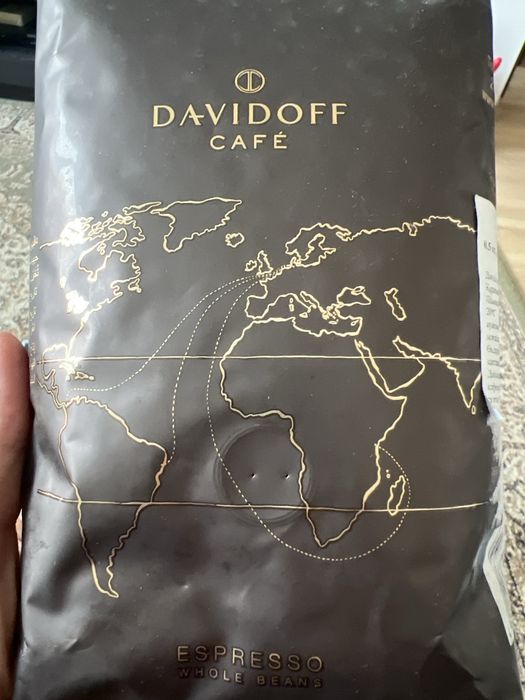 DAVIDOFF
CAFÉ
ESPRESSO
WHOLE BEANS